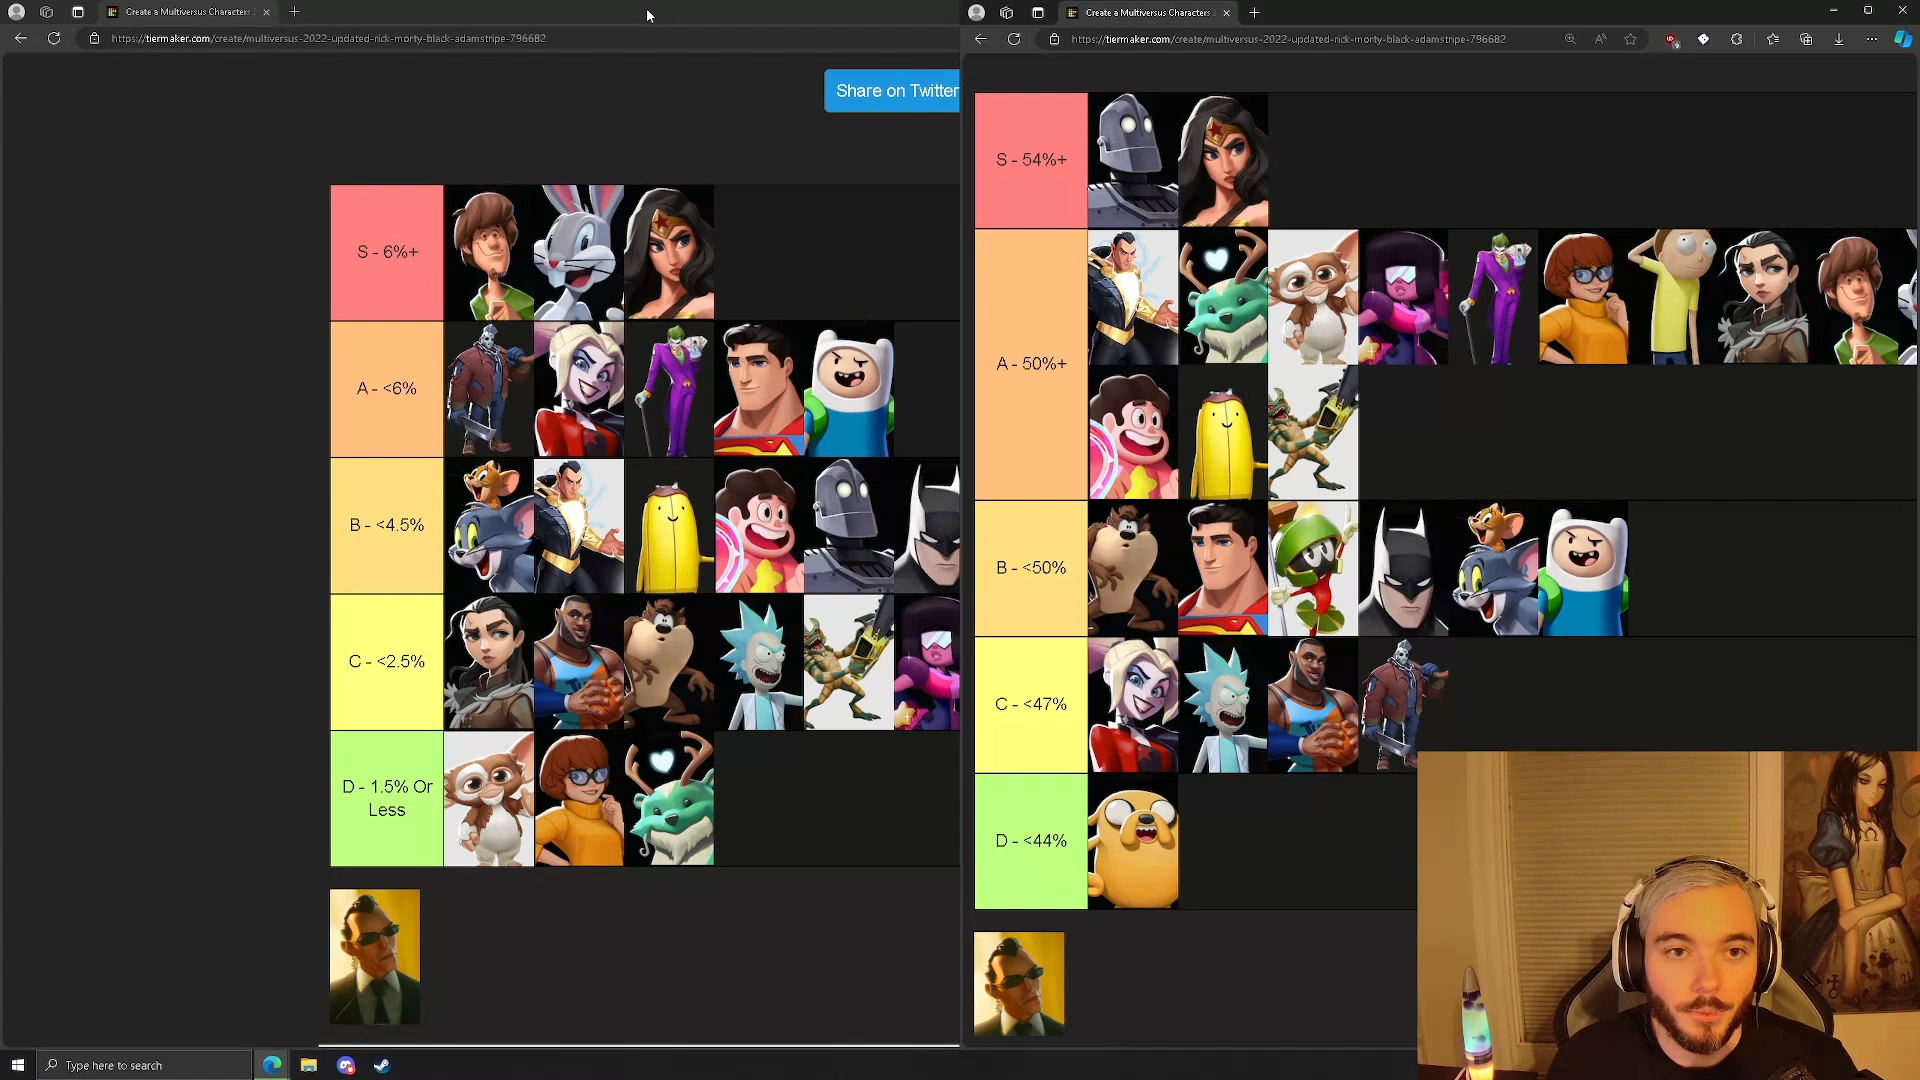 Create a Multiversus Characters
https://tiermaker.com/create/multiversus-2022-updated-rick-morty-black-adamstripe-796682
Share on Twitter
S - 6%+
A - <6%
B - <4.5%
C - <2.5%
D - 1.5% Or
Less
Create a Multiversus Characters
https://tiermaker.com/create/multiversus-2022-updated-rick-morty-black-adamstripe-796682
S - 54%+
A - 50%+
B - <50%
C - <47%
D - <44%
Type here to search